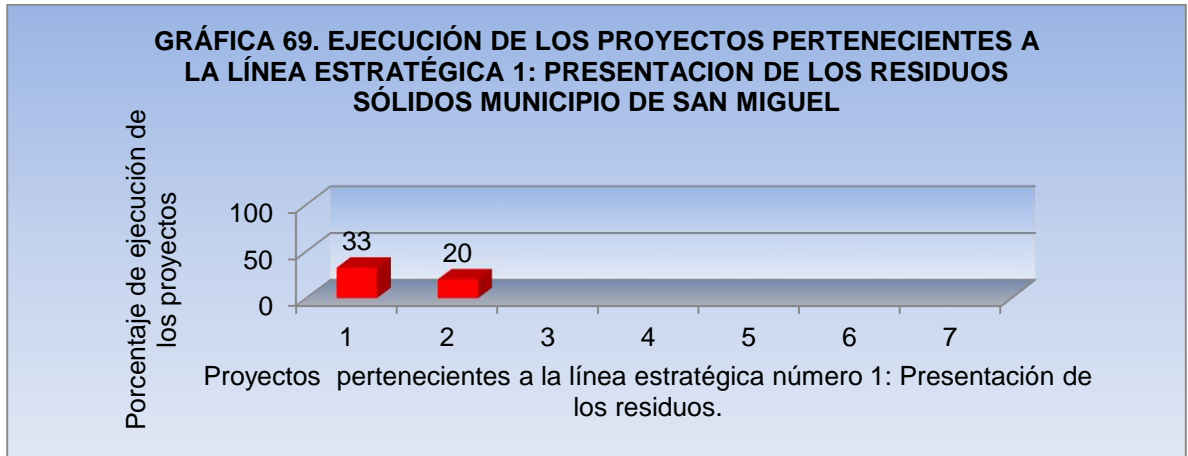 GRÁFICA 69. EJECUCIÓN DE LOS PROYECTOS PERTENECIENTES A
LA LÍNEA ESTRATÉGICA 1: PRESENTACION DE LOS RESIDUOS
SÓLIDOS MUNICIPIO DE SAN MIGUEL
Porcentaje de ejecución de
los proyectos
100
50
0
33
20
1 2 3 4 5 6 7
Proyectos pertenecientes a la línea estratégica número 1: Presentación de
los residuos.